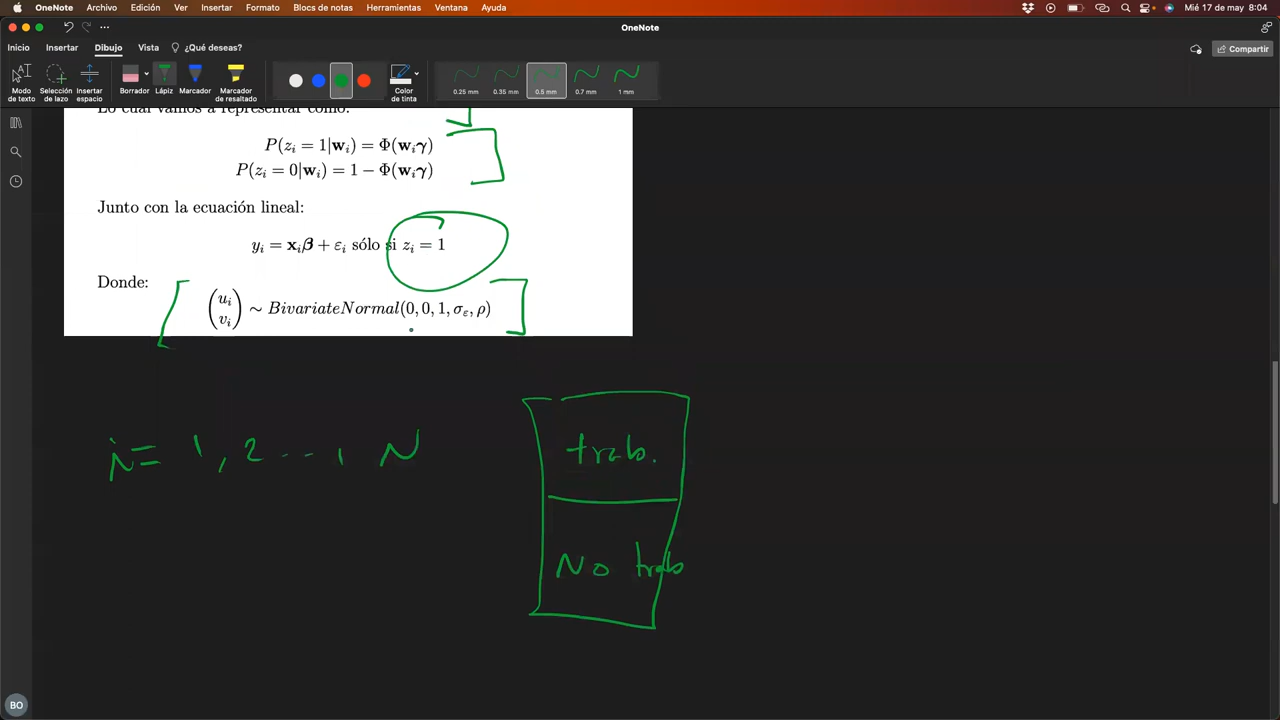 OneNote Archivo Edición Ver Insertar Formato Blocs de notas Herramientas Ventana Ayuda Mié 17 de may 8:04
OneNote
Inicio Insertar Dibujo Vista ¿Qué deseas? Compartir
Modo de texto Selección de lazo Insertar espacio Borrador Lápiz Marcador Marcador de resaltado Color de tinta 0.25 mm 0.35 mm 0.5 mm 0.7 mm 1 mm
Lo cual vamos a representar como:
P(z_i = 1|w_i) = Φ(w_iγ)
P(z_i = 0|w_i) = 1 − Φ(w_iγ)
Junto con la ecuación lineal:
y_i = x_iβ + ε_i sólo si z_i = 1
Donde:
(u_i v_i) ~ BivariateNormal(0, 0, 1, σ_ε, ρ)
i = 1, 2 ..., N
trab.
No trab
BO